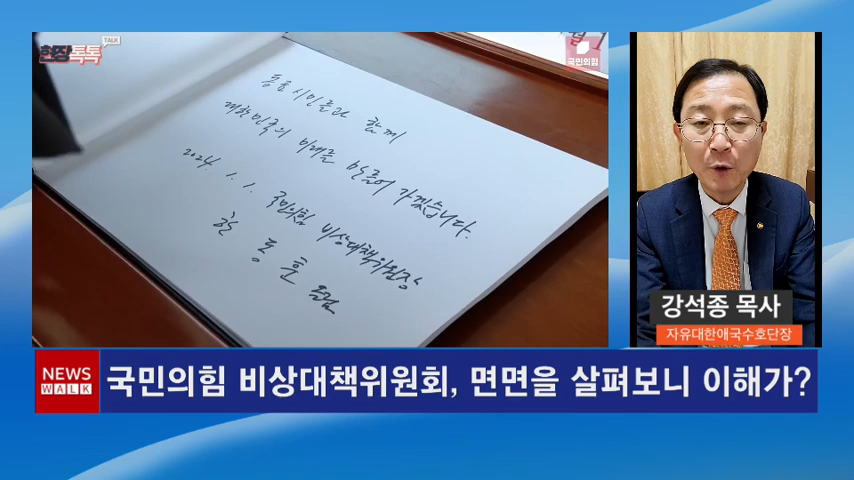 현장톡톡
TALK
국민의힘
동료시민들과 함께
대한민국의 미래를 만들어 가겠습니다.
2024. 1. 1. 국민의힘 비상대책위원장
한 동 훈
강석종 목사
자유대한애국수호단장
NEWS
WALK
국민의힘 비상대책위원회, 면면을 살펴보니 이해가?